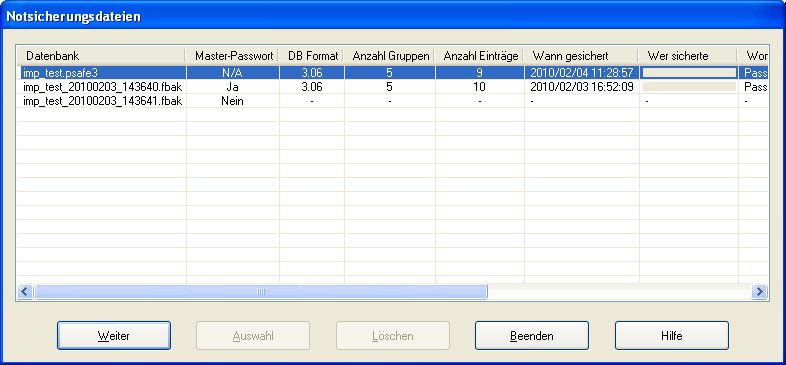 Notsicherungsdateien
Datenbank Master-Passwort DB Format Anzahl Gruppen Anzahl Einträge Wann gesichert Wer sicherte Wor
imp_test.psafe3 N/A 3.06 5 9 2010/02/04 11:28:57 Pass
imp_test_20100203_143640.fbak Ja 3.06 5 10 2010/02/03 16:52:09 Pass
imp_test_20100203_143641.fbak Nein - - - - - -
Weiter Auswahl Löschen Beenden Hilfe